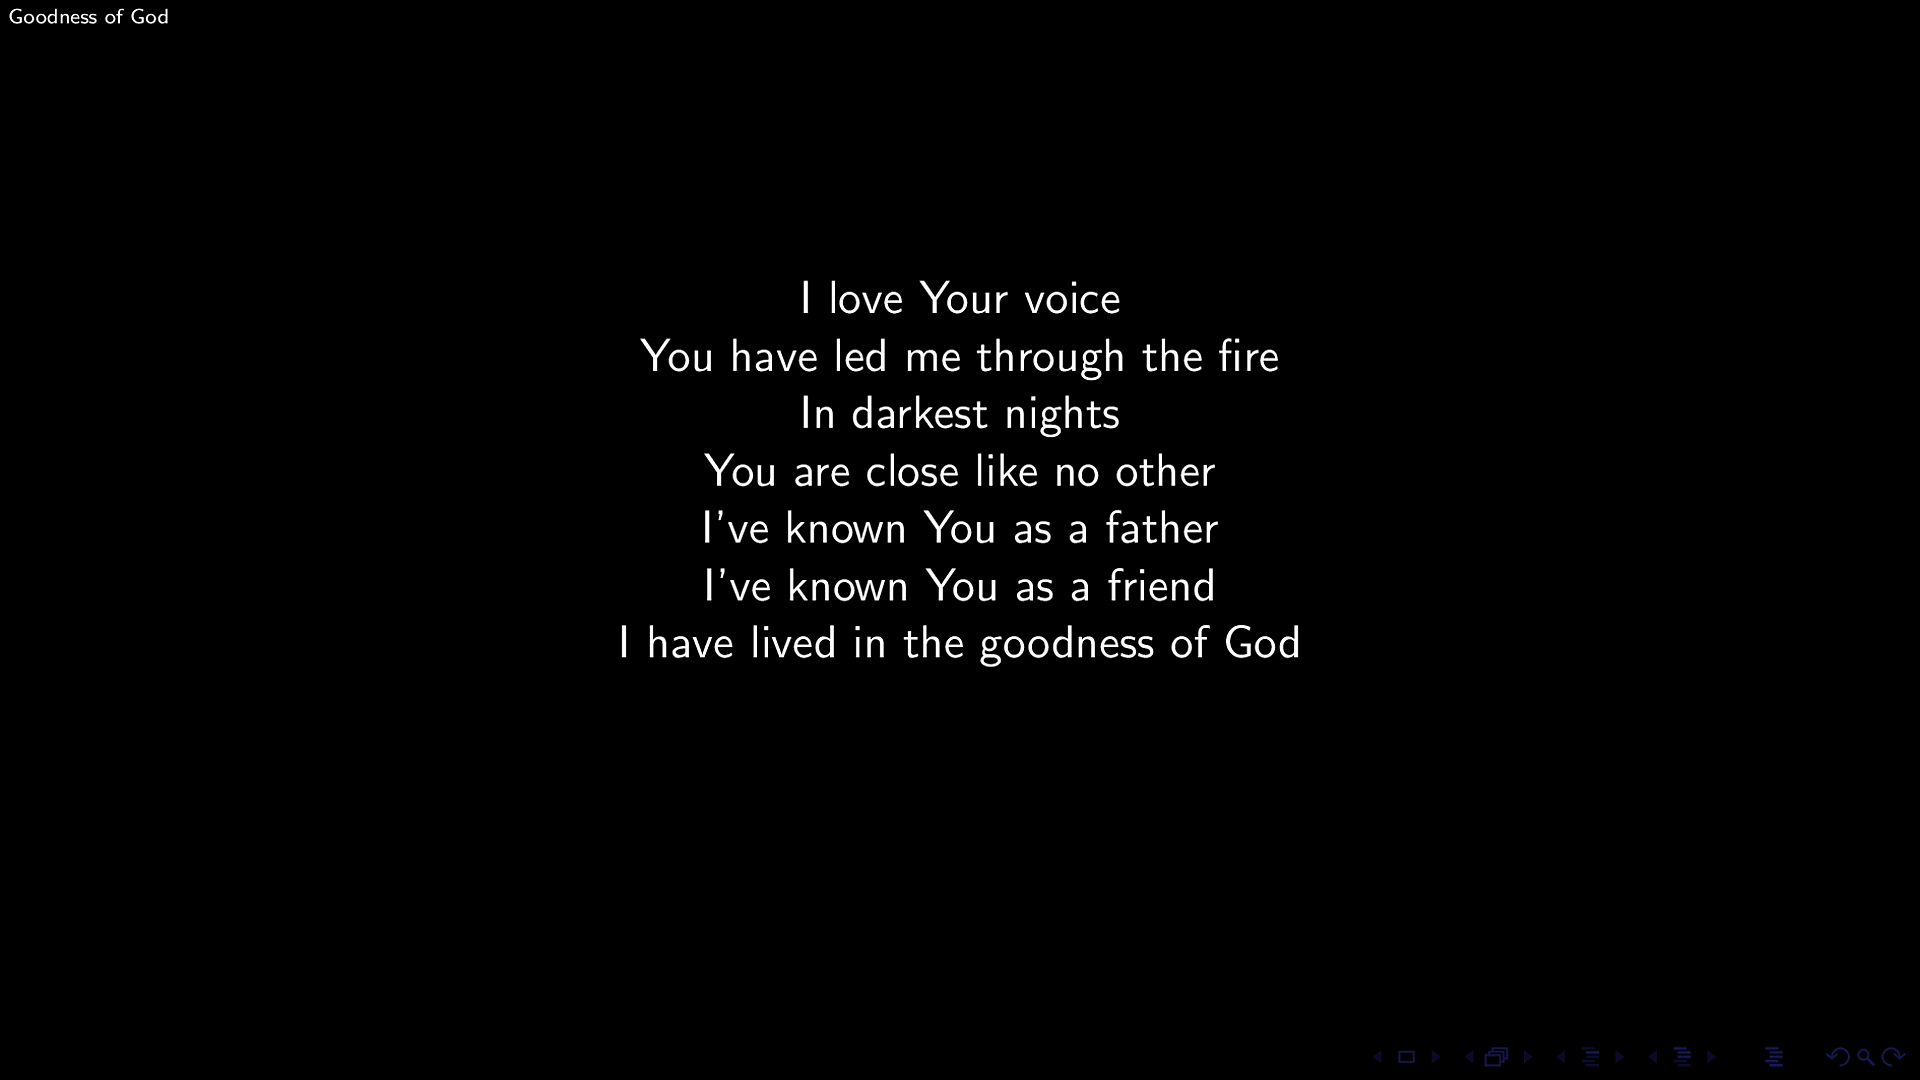 Goodness of God
I love Your voice
You have led me through the fire
In darkest nights
You are close like no other
I've known You as a father
I've known You as a friend
I have lived in the goodness of God